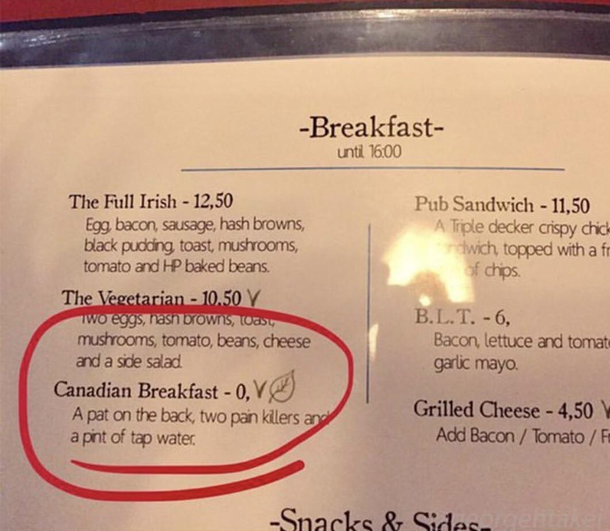 -Breakfast-
until 16:00
The Full Irish - 12,50
Egg, bacon, sausage, hash browns,
black pudding, toast, mushrooms,
tomato and HP baked beans.
The Vegetarian - 10,50 V
Two eggs, hash browns, toast,
mushrooms, tomato, beans, cheese
and a side salad.
Canadian Breakfast - 0, V
A pat on the back, two pain killers and
a pint of tap water.
Pub Sandwich - 11,50
A Triple decker crispy chick
ndwich, topped with a fr
of chips.
B.L.T. - 6,
Bacon, lettuce and tomat
garlic mayo.
Grilled Cheese - 4,50 V
Add Bacon / Tomato / F
-Snacks & Sides-